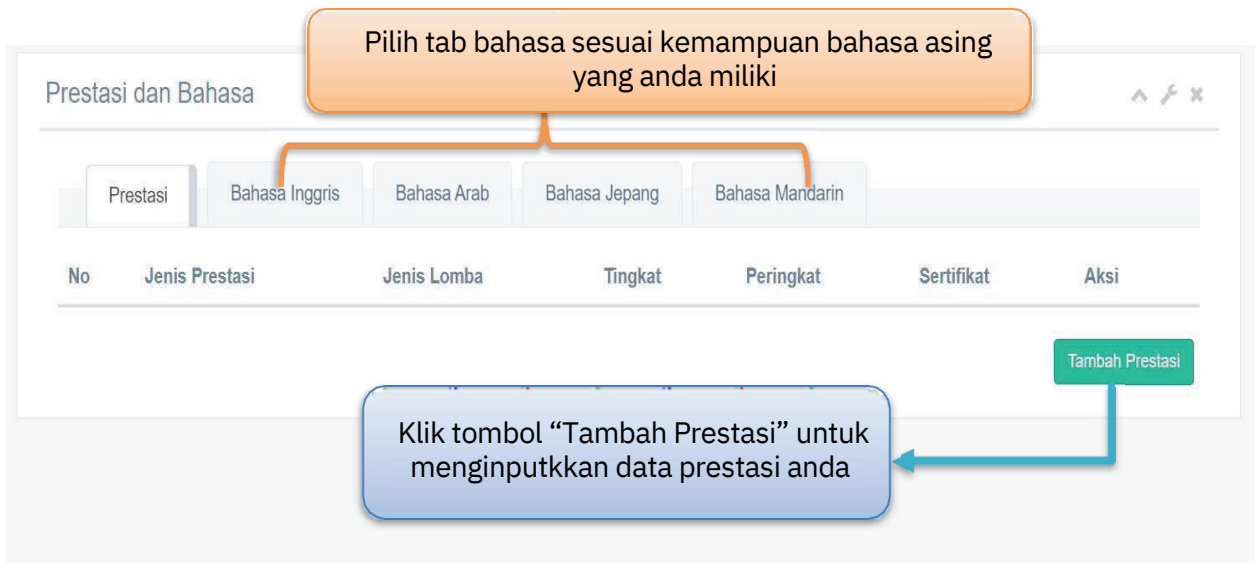 Pilih tab bahasa sesuai kemampuan bahasa asing
yang anda miliki
Prestasi dan Bahasa
Prestasi Bahasa Inggris Bahasa Arab Bahasa Jepang Bahasa Mandarin
No Jenis Prestasi Jenis Lomba Tingkat Peringkat Sertifikat Aksi
Tambah Prestasi
Klik tombol “Tambah Prestasi” untuk
menginputkkan data prestasi anda